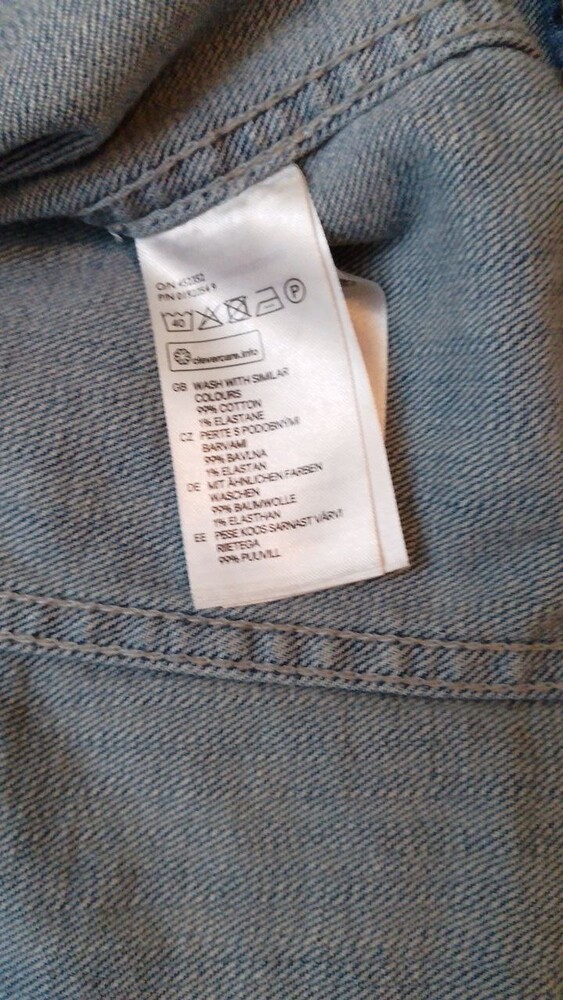 O/N 452352
40
P
clevercare.info
GB WASH WITH SIMILAR
COLOURS
99% COTTON
1% ELASTANE
CZ PERTE S PODOBNÝMI
BARVAMI
99% BAVLNA
1% ELASTAN
DE MIT ÄHNLICHEN FARBEN
WASCHEN
99% BAUMWOLLE
1% ELASTHAN
EE PESE KOOS SARNAST VÄRVI
RIIETEGA
99% PUUVILL